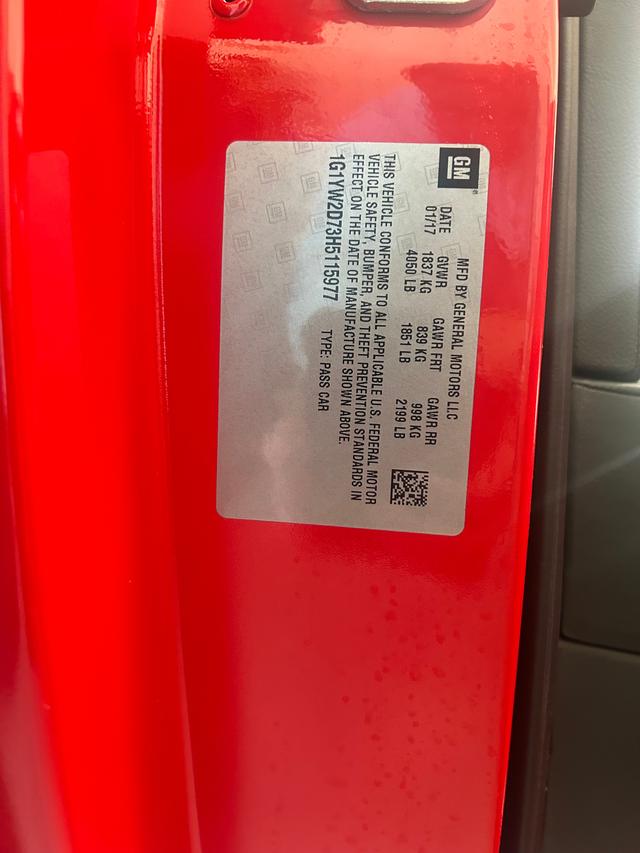 GM
MFD BY GENERAL MOTORS LLC
DATE GVWR GAWR FRT GAWR RR
01/17 1837 KG 839 KG 998 KG
4050 LB 1851 LB 2199 LB
THIS VEHICLE CONFORMS TO ALL APPLICABLE U.S. FEDERAL MOTOR
VEHICLE SAFETY, BUMPER, AND THEFT PREVENTION STANDARDS IN
EFFECT ON THE DATE OF MANUFACTURE SHOWN ABOVE.
1G1YW2D73H5115977 TYPE: PASS CAR